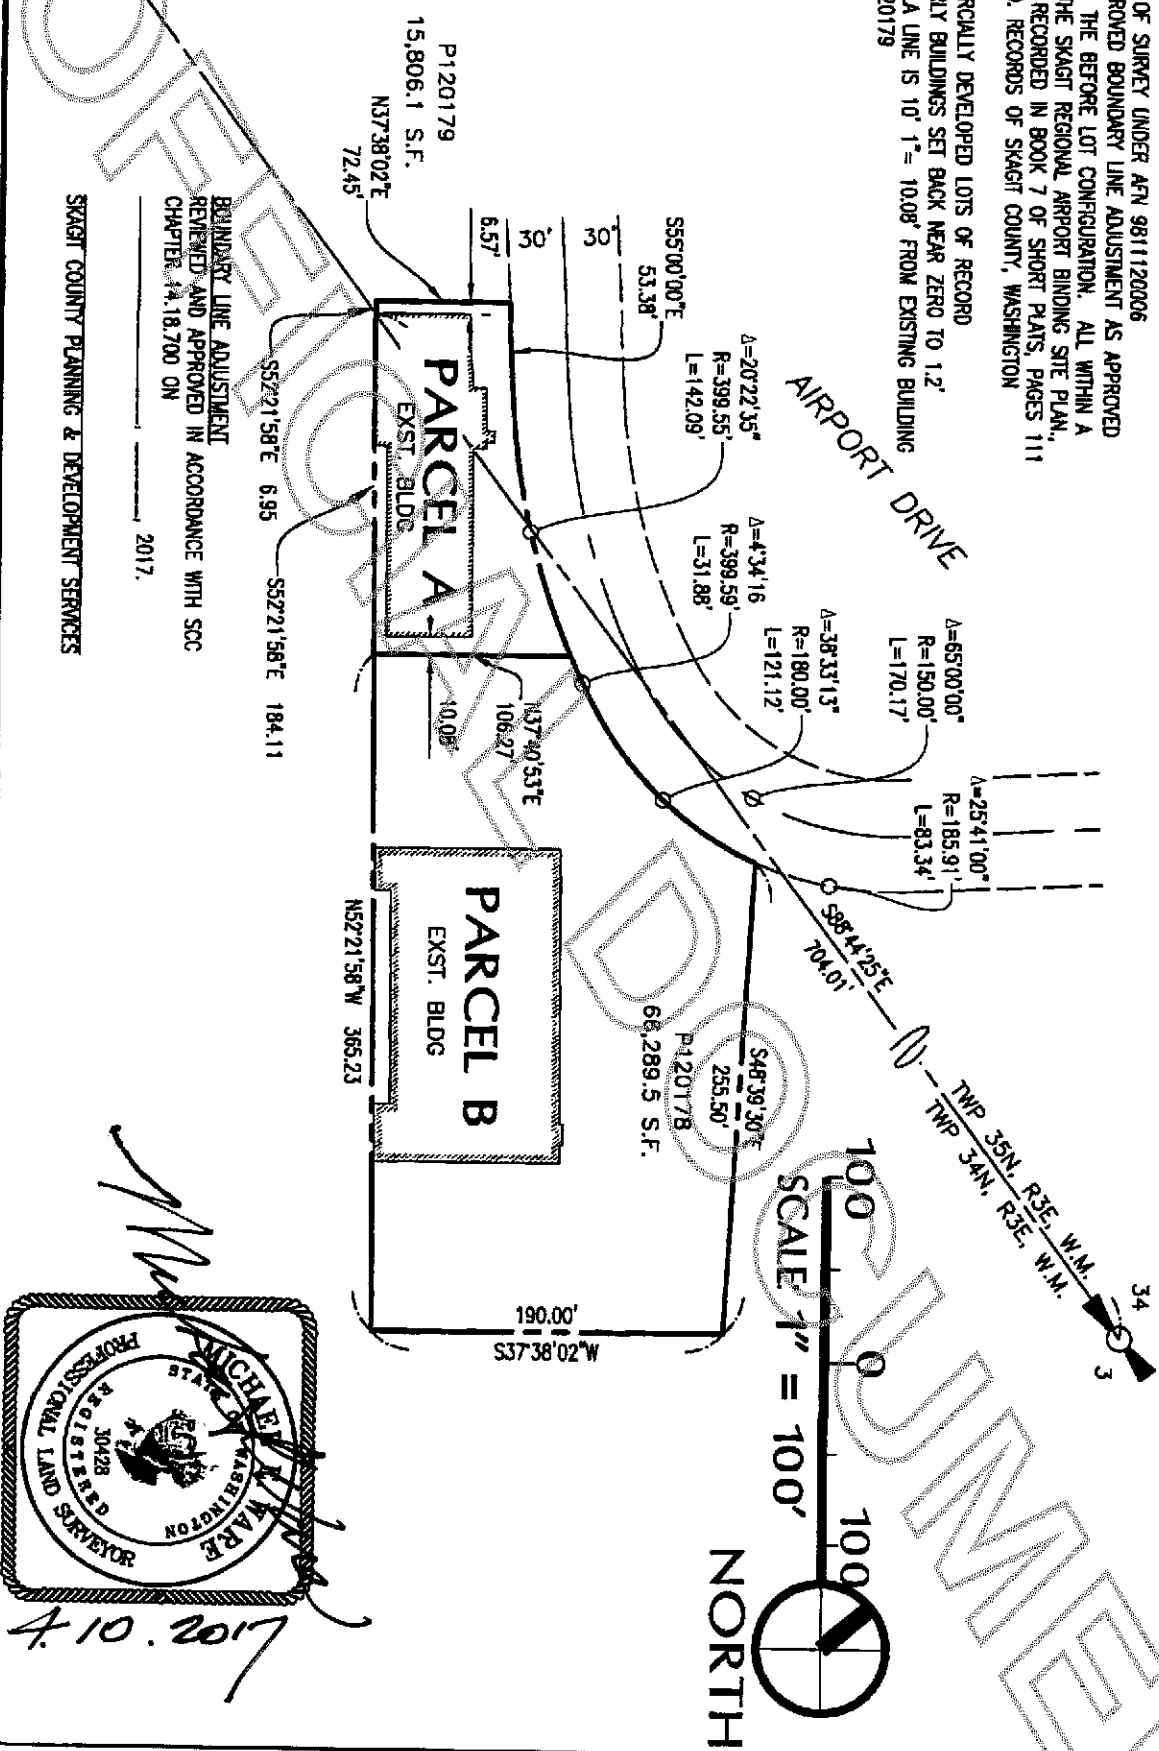 OF SURVEY UNDER AFN 9811120006
ROVED BOUNDARY LINE ADJUSTMENT AS APPROVED
THE BEFORE LOT CONFIGURATION. ALL WITHIN A
THE SKAGIT REGIONAL AIRPORT BINDING SITE PLAN,
RECORDED IN BOOK 7 OF SHORT PLATS, PAGES 111
RECORDS OF SKAGIT COUNTY, WASHINGTON
RCIALLY DEVELOPED LOTS OF RECORD
RLY BUILDINGS SET BACK NEAR ZERO TO 1.2'
LA LINE IS 10' 1"= 10.08' FROM EXISTING BUILDING
20179
AIRPORT DRIVE
Δ=65°00'00"
R=150.00'
L=170.17'
Δ=25°41'00"
R=185.91'
L=83.34'
Δ=38°33'13"
R=180.00'
L=121.12'
Δ=4°34'16
R=399.59'
L=31.88'
Δ=20°22'35"
R=399.55'
L=142.09'
S55°00'00"E
53.38'
30'
30'
6.57'
P120179
15,806.1 S.F.
N37°38'02"E
72.45'
PARCEL A
EXST. BLDG
N37°40'53"E
106.27
10.08'
S52°21'58"E 6.95
S52°21'58"E 184.11
PARCEL B
EXST. BLDG
N52°21'58"W 365.23
S48°39'30"E
255.50'
P120178
66,289.5 S.F.
190.00'
S37°38'02"W
S88°44'25"E
704.01'
TWP 35N, R3E, W.M.
TWP 34N, R3E, W.M.
34
3
100 0 100
SCALE 1" = 100'
NORTH
BOUNDARY LINE ADJUSTMENT
REVIEWED AND APPROVED IN ACCORDANCE WITH SCC
CHAPTER 14.18.700 ON
_____, ____, 2017.
SKAGIT COUNTY PLANNING & DEVELOPMENT SERVICES
MICHAEL WARE
STATE OF WASHINGTON
30428
REGISTERED
PROFESSIONAL LAND SURVEYOR
4.10.2017
OFFICIAL DOCUME